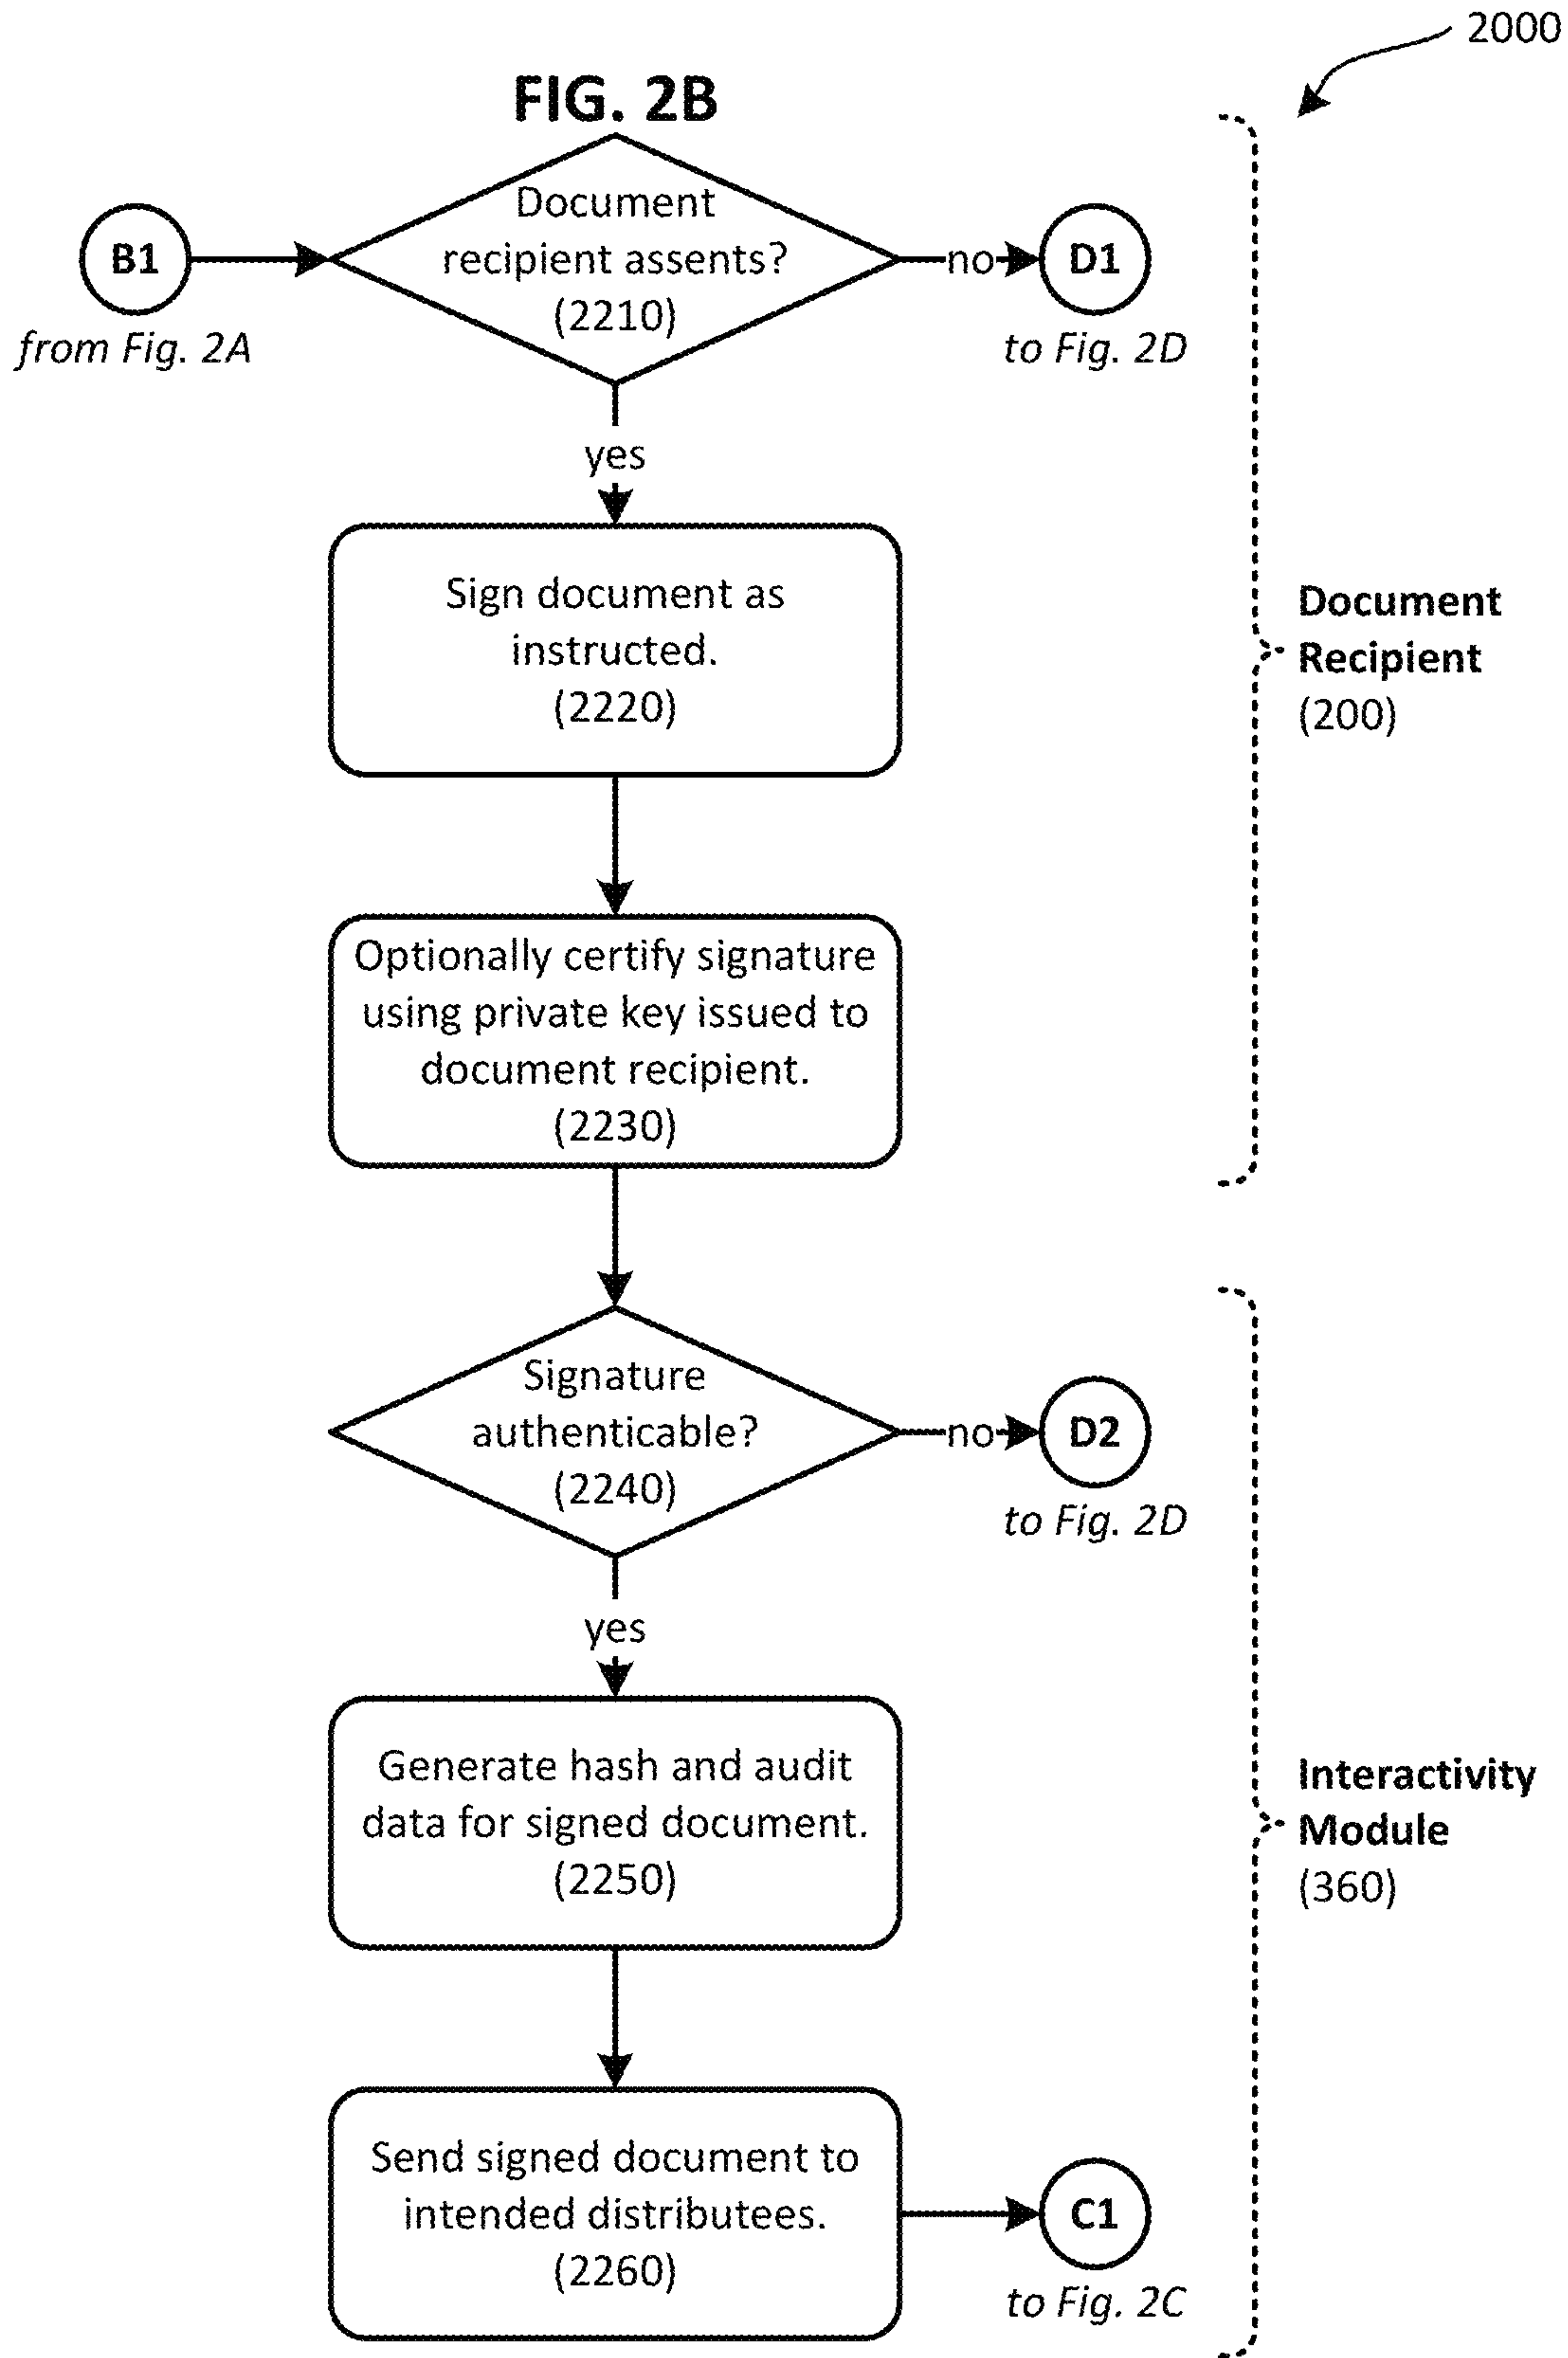 2000
FIG. 2B
Document
recipient assents?
(2210)
B1
from Fig. 2A
no
D1
to Fig. 2D
yes
Sign document as
instructed.
(2220)
Document
Recipient
(200)
Optionally certify signature
using private key issued to
document recipient.
(2230)
Signature
authenticable?
(2240)
no
D2
to Fig. 2D
yes
Generate hash and audit
data for signed document.
(2250)
Interactivity
Module
(360)
Send signed document to
intended distributees.
(2260)
C1
to Fig. 2C